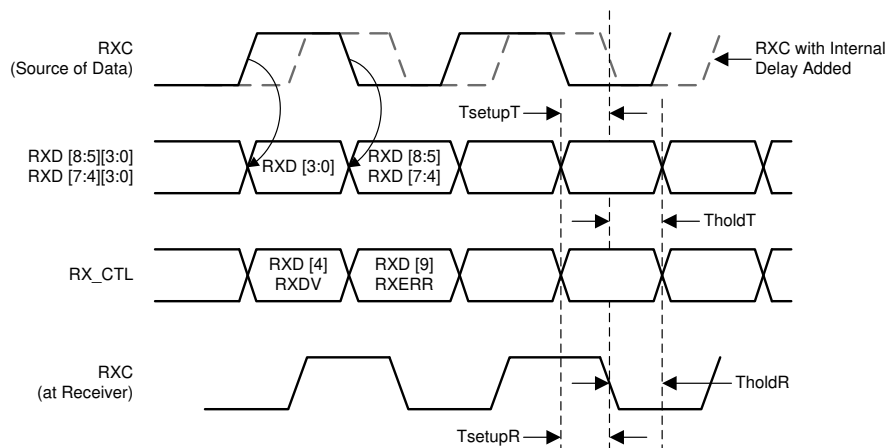 RXC
(Source of Data)
RXC with Internal
Delay Added
TsetupT
RXD [8:5][3:0]
RXD [7:4][3:0]
RXD [3:0]
RXD [8:5]
RXD [7:4]
TholdT
RX_CTL
RXD [4]
RXDV
RXD [9]
RXERR
RXC
(at Receiver)
TholdR
TsetupR